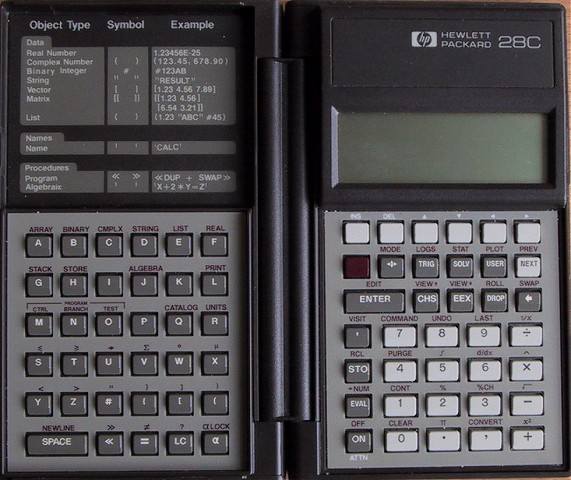 Object Type Symbol Example
Data
Real Number 1.23456E-25
Complex Number ( ) (123.45, 678.90)
Binary Integer # #123AB
String " " "RESULT"
Vector [ ] [1.23 4.56 7.89]
Matrix [[ ]] [[1.23 4.56]
[6.54 3.21]]
List { } {1.23 "ABC" #45}
Names
Name ' ' 'CALC'
Procedures
Program « » «DUP + SWAP»
Algebraic ' ' 'X+2*Y=Z'
ARRAY BINARY CMPLX STRING LIST REAL
A B C D E F
STACK STORE ALGEBRA PRINT
G H I J K L
PROGRAM
CTRL BRANCH TEST CATALOG UNITS
M N O P Q R
≤ ≥ → Σ ° μ
S T U V W X
< > " } ] )
Y Z # { [ (
NEWLINE » ≠ ? α LOCK
SPACE « = LC α
hp HEWLETT
PACKARD 28C
INS DEL ▲ ▼ ◄ ►
MODE LOGS STAT PLOT PREV
TRIG SOLV USER NEXT
EDIT VIEW↑ VIEW↓ ROLL SWAP
ENTER CHS EEX DROP
VISIT COMMAND UNDO LAST 1/x
' 7 8 9 ÷
RCL PURGE ∫ d/dx ^
STO 4 5 6 ×
→NUM CONT % %CH √
EVAL 1 2 3 −
OFF CLEAR π CONVERT x²
ON 0 . , +
ATTN